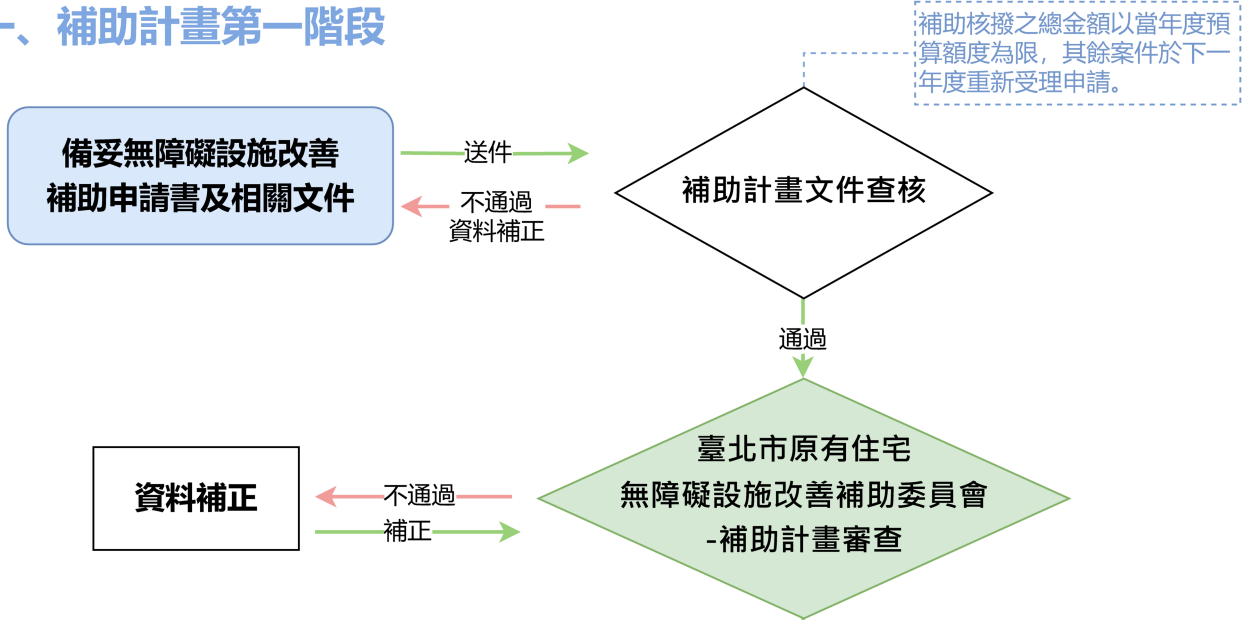 一、補助計畫第一階段
補助核撥之總金額以當年度預
算額度為限，其餘案件於下一
年度重新受理申請。
備妥無障礙設施改善
補助申請書及相關文件
送件
不通過
資料補正
補助計畫文件查核
通過
臺北市原有住宅
無障礙設施改善補助委員會
-補助計畫審查
資料補正
不通過
補正